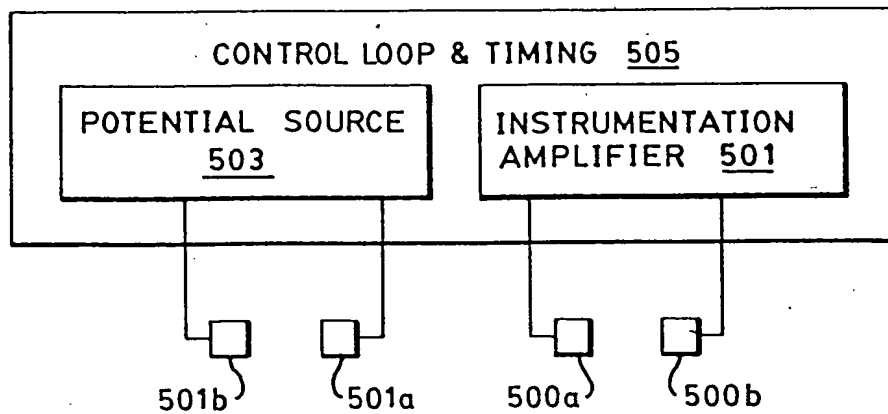 CONTROL LOOP & TIMING 505
POTENTIAL SOURCE
503
INSTRUMENTATION
AMPLIFIER 501
501b
501a
500a
500b